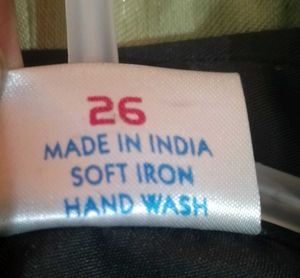 26
MADE IN INDIA
SOFT IRON
HAND WASH